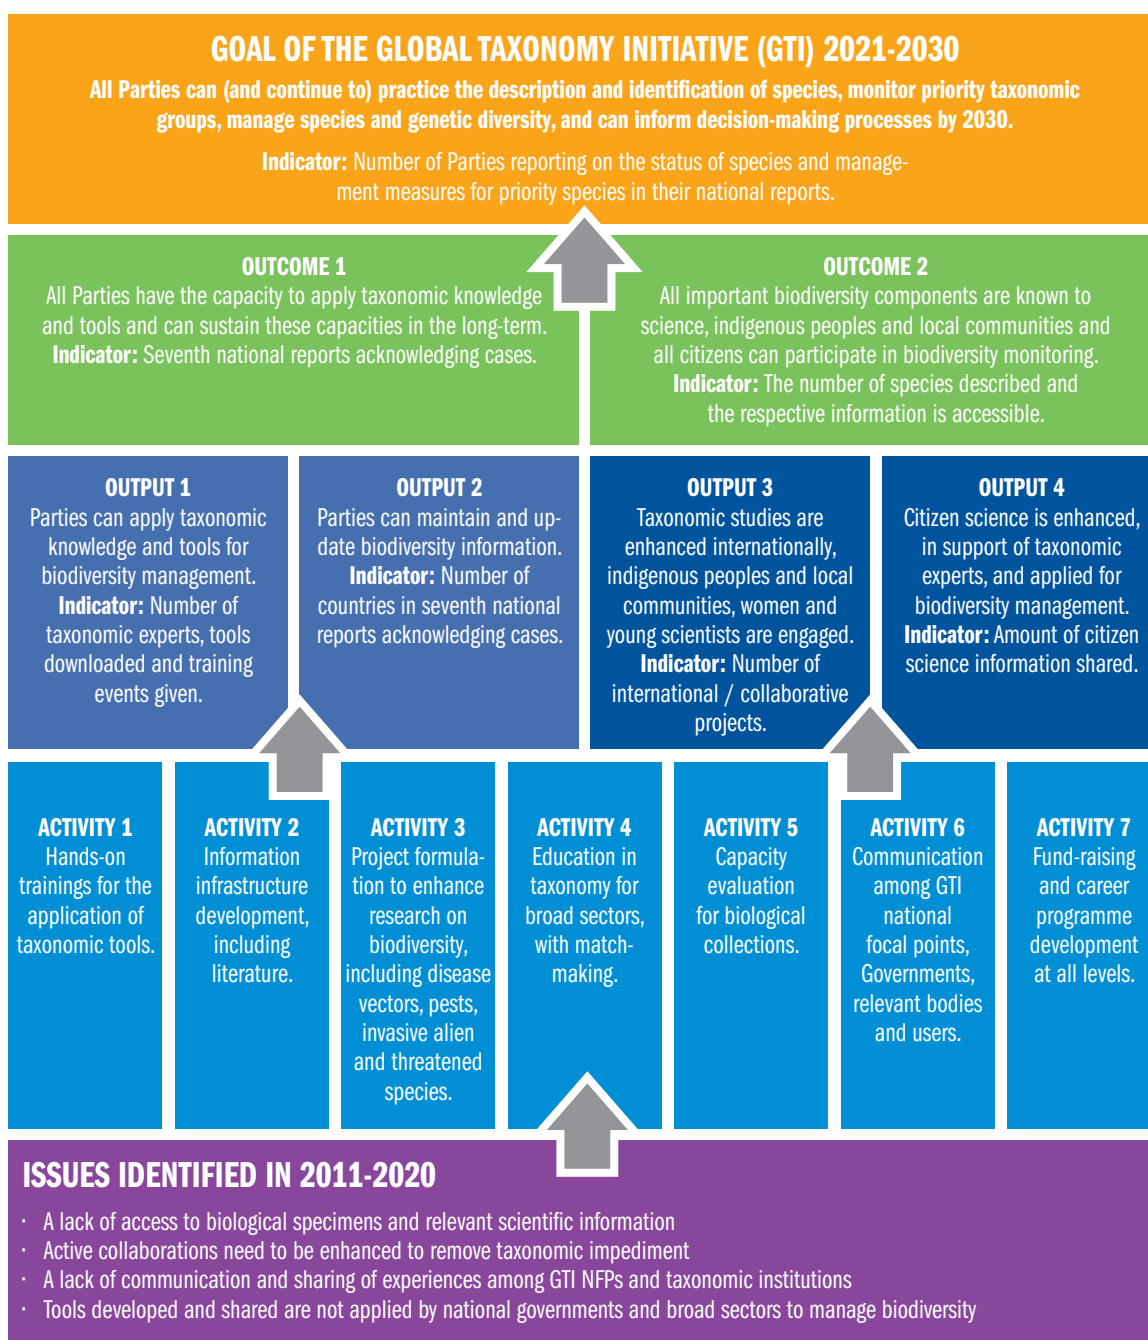 GOAL OF THE GLOBAL TAXONOMY INITIATIVE (GTI) 2021-2030
All Parties can (and continue to) practice the description and identification of species, monitor priority taxonomic
groups, manage species and genetic diversity, and can inform decision-making processes by 2030.
Indicator: Number of Parties reporting on the status of species and manage-
ment measures for priority species in their national reports.
OUTCOME 1
All Parties have the capacity to apply taxonomic knowledge
and tools and can sustain these capacities in the long-term.
Indicator: Seventh national reports acknowledging cases.
OUTCOME 2
All important biodiversity components are known to
science, indigenous peoples and local communities and
all citizens can participate in biodiversity monitoring.
Indicator: The number of species described and
the respective information is accessible.
OUTPUT 1
Parties can apply taxonomic
knowledge and tools for
biodiversity management.
Indicator: Number of
taxonomic experts, tools
downloaded and training
events given.
OUTPUT 2
Parties can maintain and up-
date biodiversity information.
Indicator: Number of
countries in seventh national
reports acknowledging cases.
OUTPUT 3
Taxonomic studies are
enhanced internationally,
indigenous peoples and local
communities, women and
young scientists are engaged.
Indicator: Number of
international / collaborative
projects.
OUTPUT 4
Citizen science is enhanced,
in support of taxonomic
experts, and applied for
biodiversity management.
Indicator: Amount of citizen
science information shared.
ACTIVITY 1
Hands-on
trainings for the
application of
taxonomic tools.
ACTIVITY 2
Information
infrastructure
development,
including
literature.
ACTIVITY 3
Project formula-
tion to enhance
research on
biodiversity,
including disease
vectors, pests,
invasive alien
and threatened
species.
ACTIVITY 4
Education in
taxonomy for
broad sectors,
with match-
making.
ACTIVITY 5
Capacity
evaluation
for biological
collections.
ACTIVITY 6
Communication
among GTI
national
focal points,
Governments,
relevant bodies
and users.
ACTIVITY 7
Fund-raising
and career
programme
development
at all levels.
ISSUES IDENTIFIED IN 2011-2020
· A lack of access to biological specimens and relevant scientific information
· Active collaborations need to be enhanced to remove taxonomic impediment
· A lack of communication and sharing of experiences among GTI NFPs and taxonomic institutions
· Tools developed and shared are not applied by national governments and broad sectors to manage biodiversity